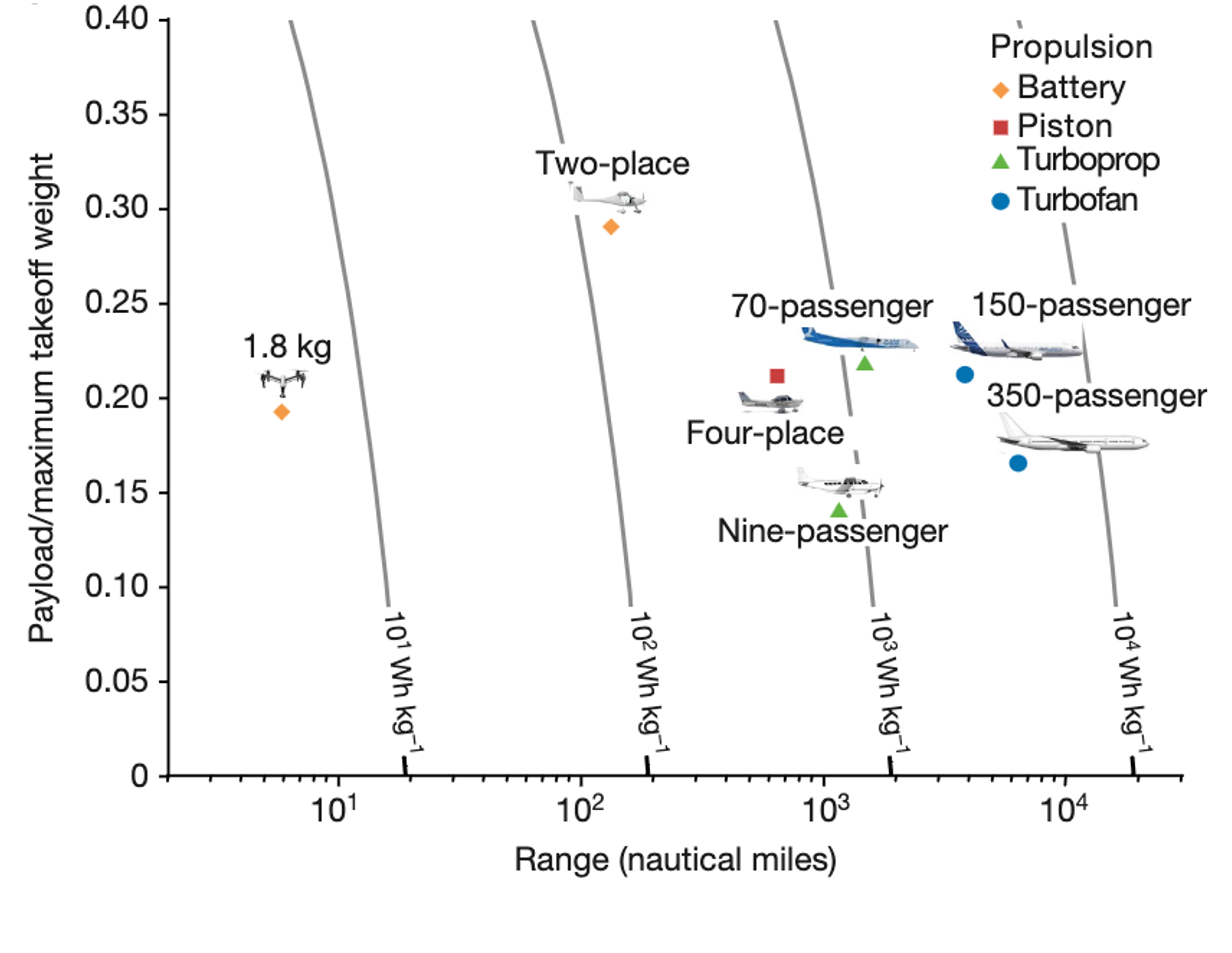 0.40
0.35
0.30
0.25
0.20
0.15
0.10
0.05
0
Payload/maximum takeoff weight
Propulsion
Battery
Piston
Turboprop
Turbofan
Two-place
1.8 kg
70-passenger
150-passenger
350-passenger
Four-place
Nine-passenger
10¹ Wh kg⁻¹
10² Wh kg⁻¹
10³ Wh kg⁻¹
10⁴ Wh kg⁻¹
10¹
10²
10³
10⁴
Range (nautical miles)